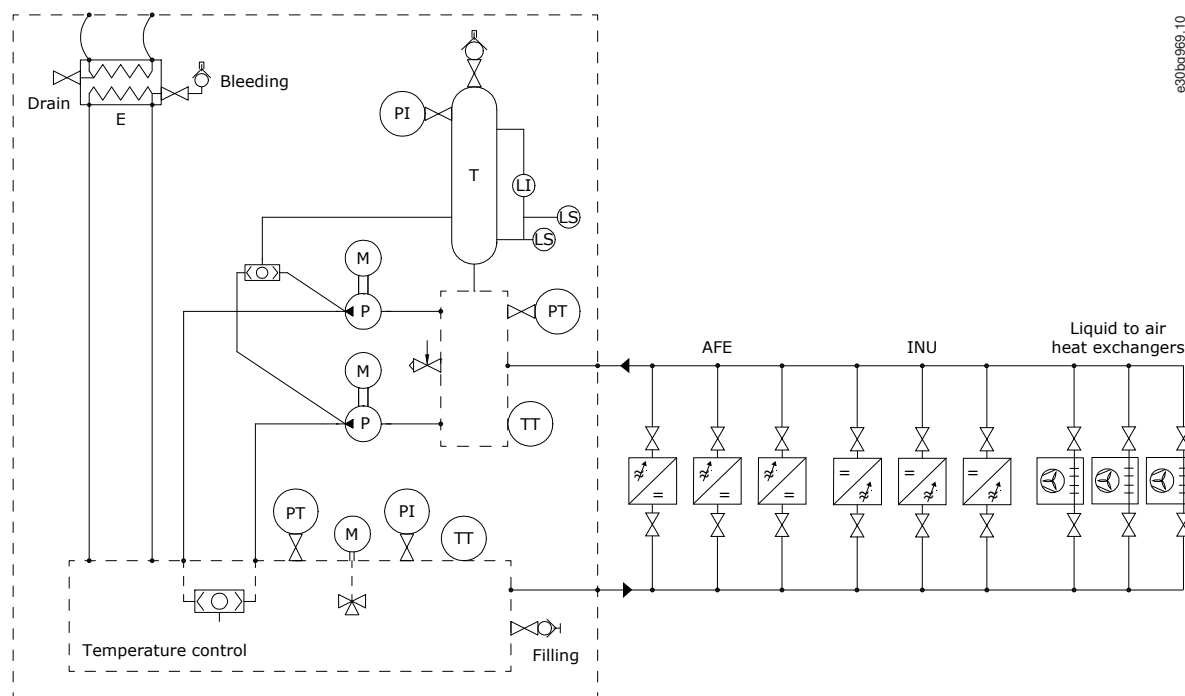 e30bq969.10
Bleeding
Drain
E
PI
T
LI
LS
LS
M
P
PT
Liquid to air
heat exchangers
AFE
INU
M
P
TT
PT
M
PI
TT
Temperature control
Filling